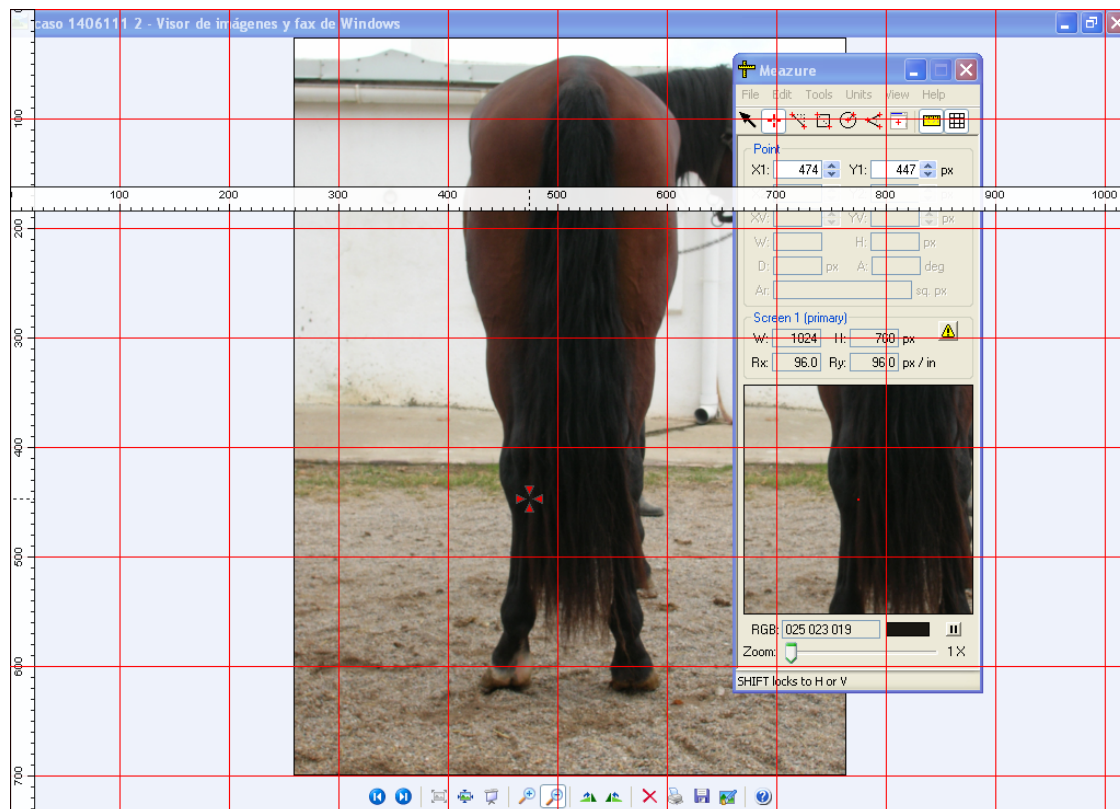 caso 1406111 2 - Visor de imágenes y fax de Windows
Meazure
File Edit Tools Units View Help
Point
X1: 474 Y1: 447 px
0 100 200 300 400 500 600 700 800 900 1000
XV: YV: px
W: H: px
D: px A: deg
Ar: sq. px
Screen 1 (primary)
W: 1024 H: 768 px
Rx: 96.0 Ry: 96.0 px / in
RGB: 025 023 019
Zoom: 1X
SHIFT locks to H or V
0
100
200
300
400
500
600
700